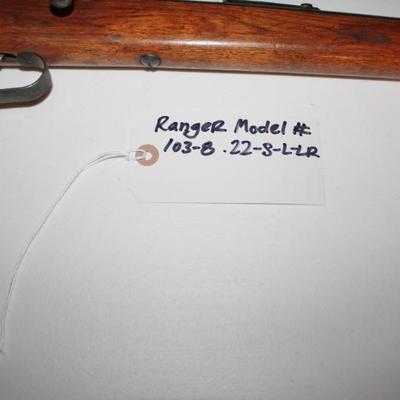 Ranger Model #
103-8 .22-S-L-LR